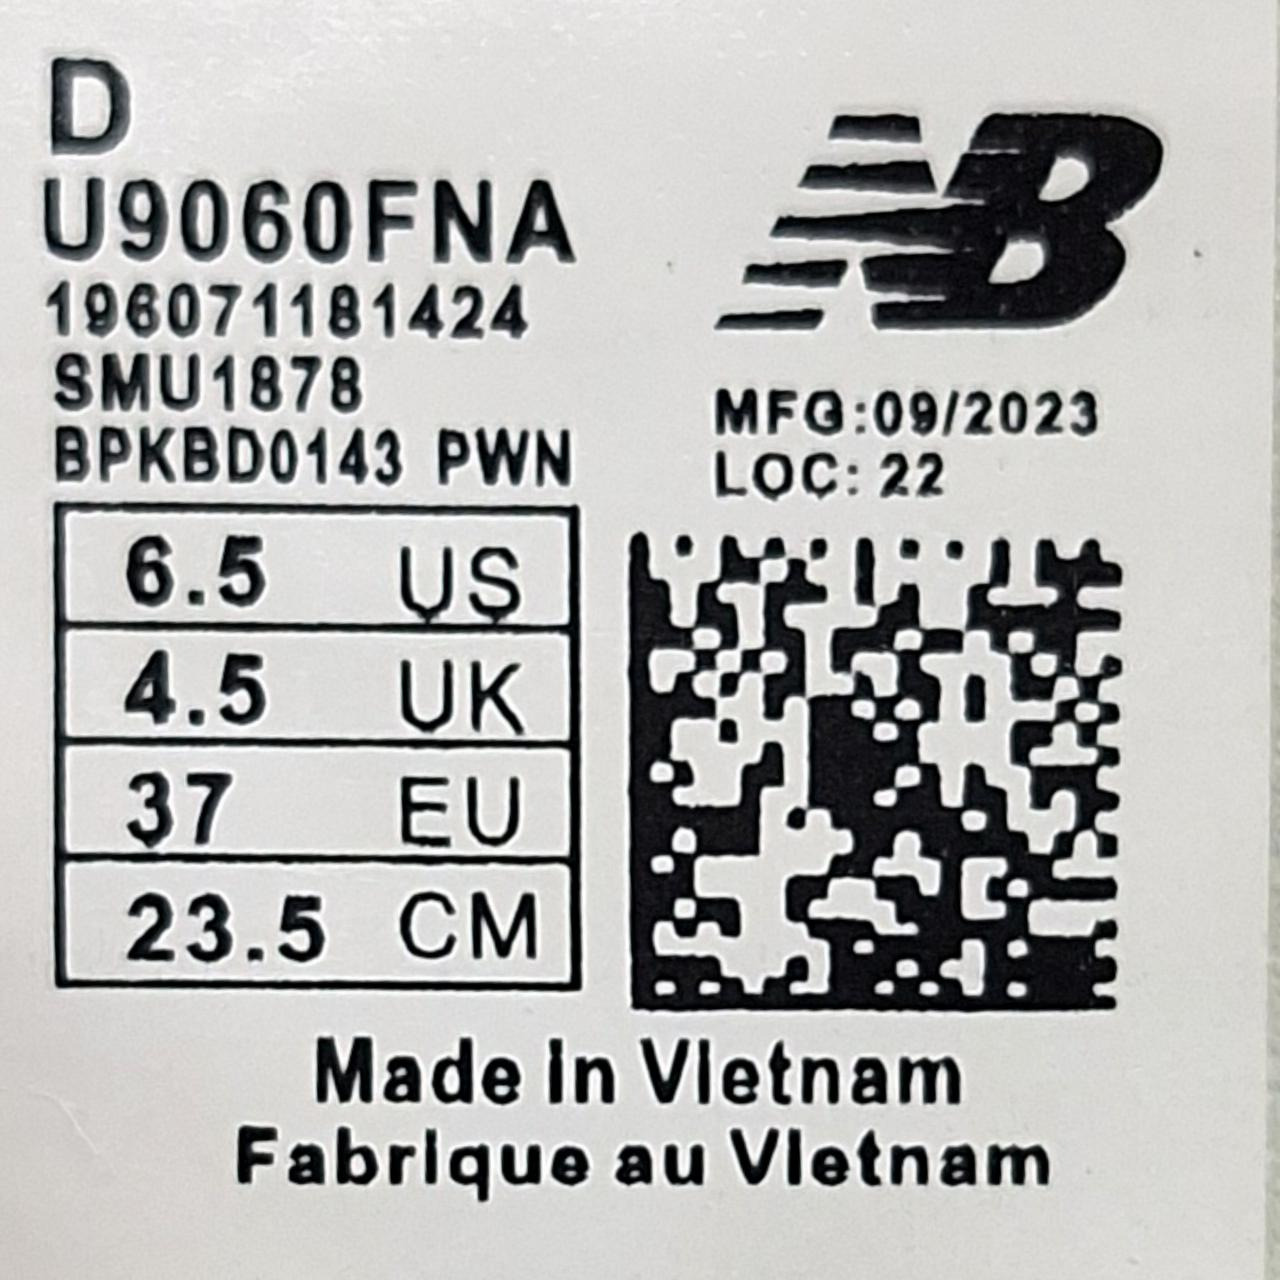 D
U9060FNA
196071181424
SMU1878
BPKBD0143 PWN
NB
MFG:09/2023
LOC: 22
6.5 US
4.5 UK
37 EU
23.5 CM
Made in Vietnam
Fabrique au Vietnam